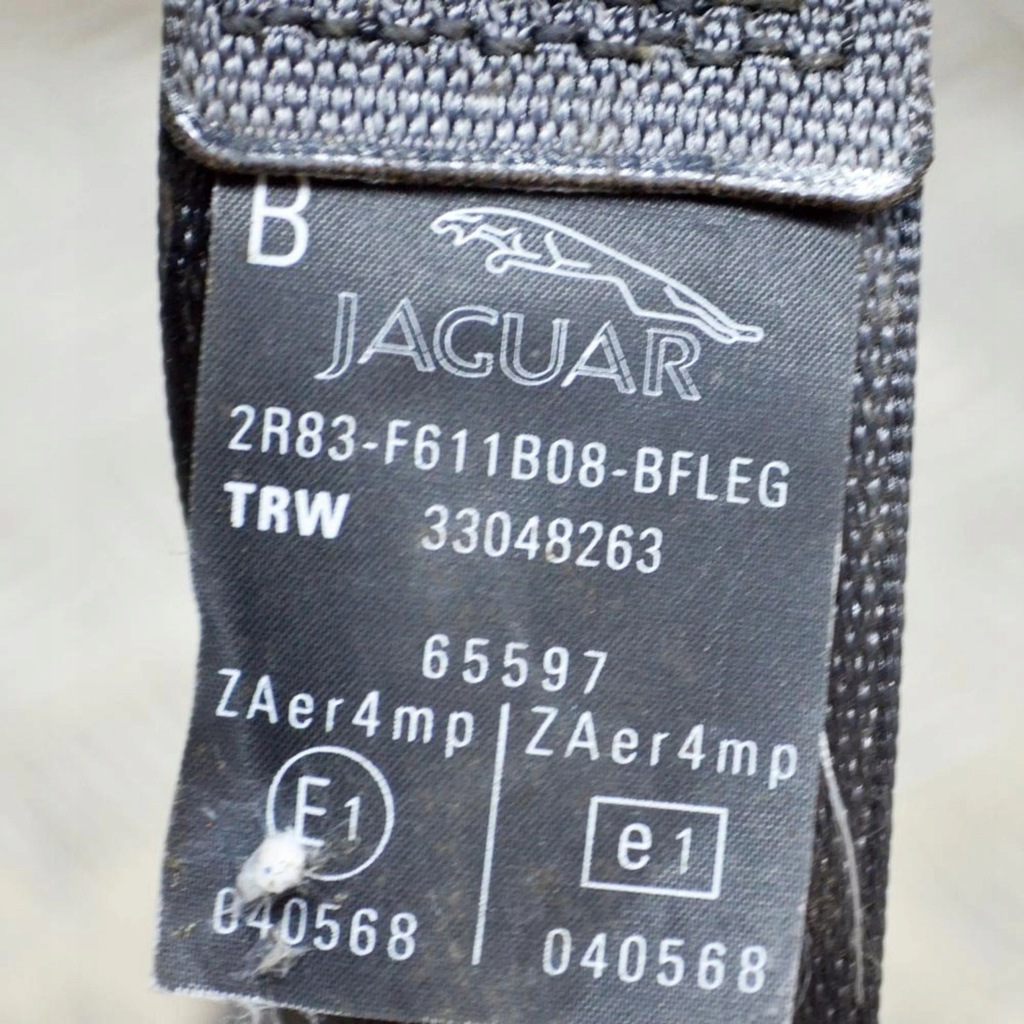 B
JAGUAR
2R83-F611B08-BFLEG
TRW 33048263
65597
ZAer4mp ZAer4mp
E1 e1
040568 040568